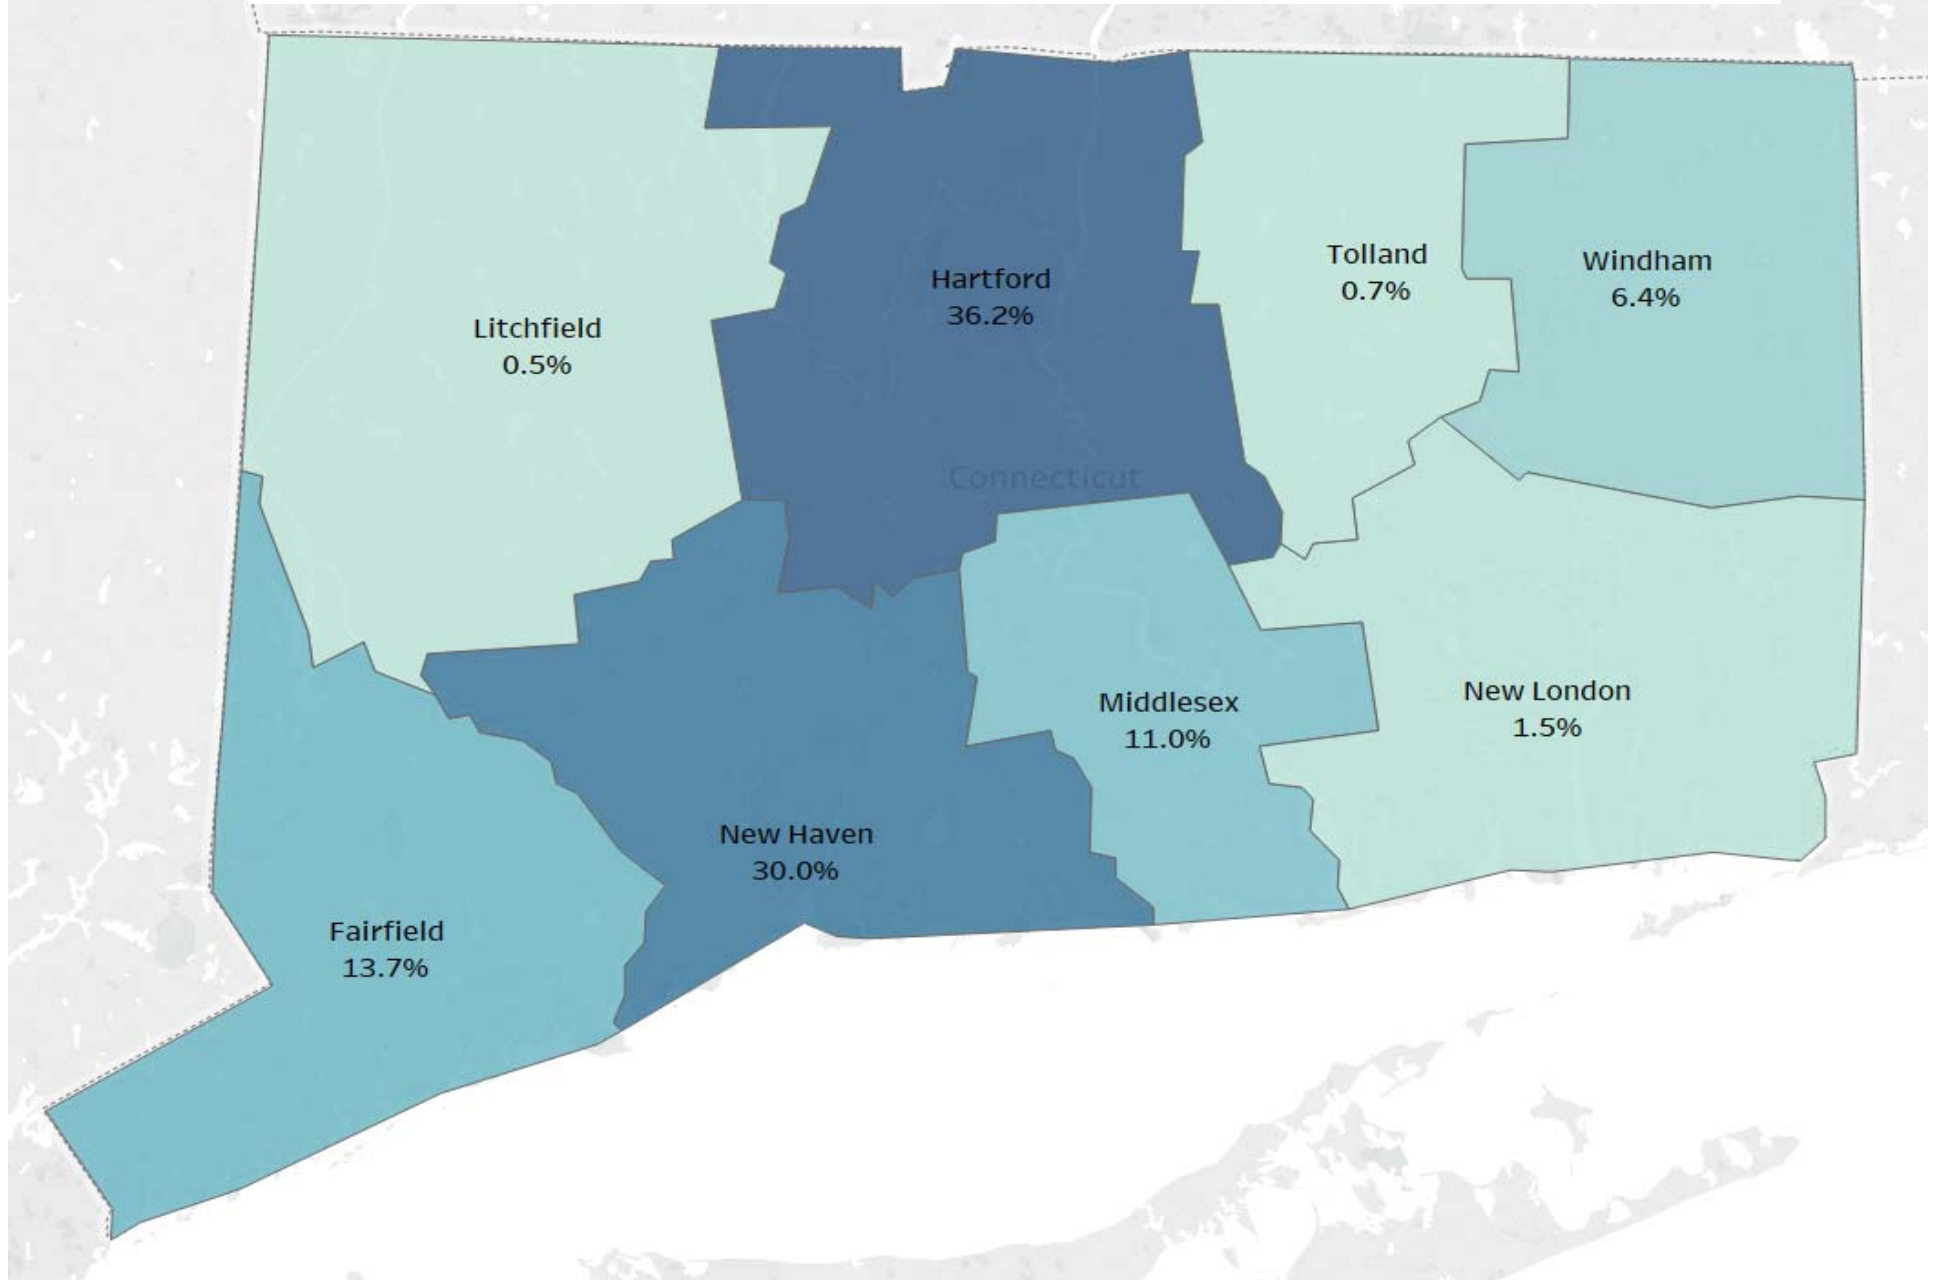 Tolland
0.7%
Windham
6.4%
Hartford
36.2%
Litchfield
0.5%
Connecticut
New London
1.5%
Middlesex
11.0%
New Haven
30.0%
Fairfield
13.7%